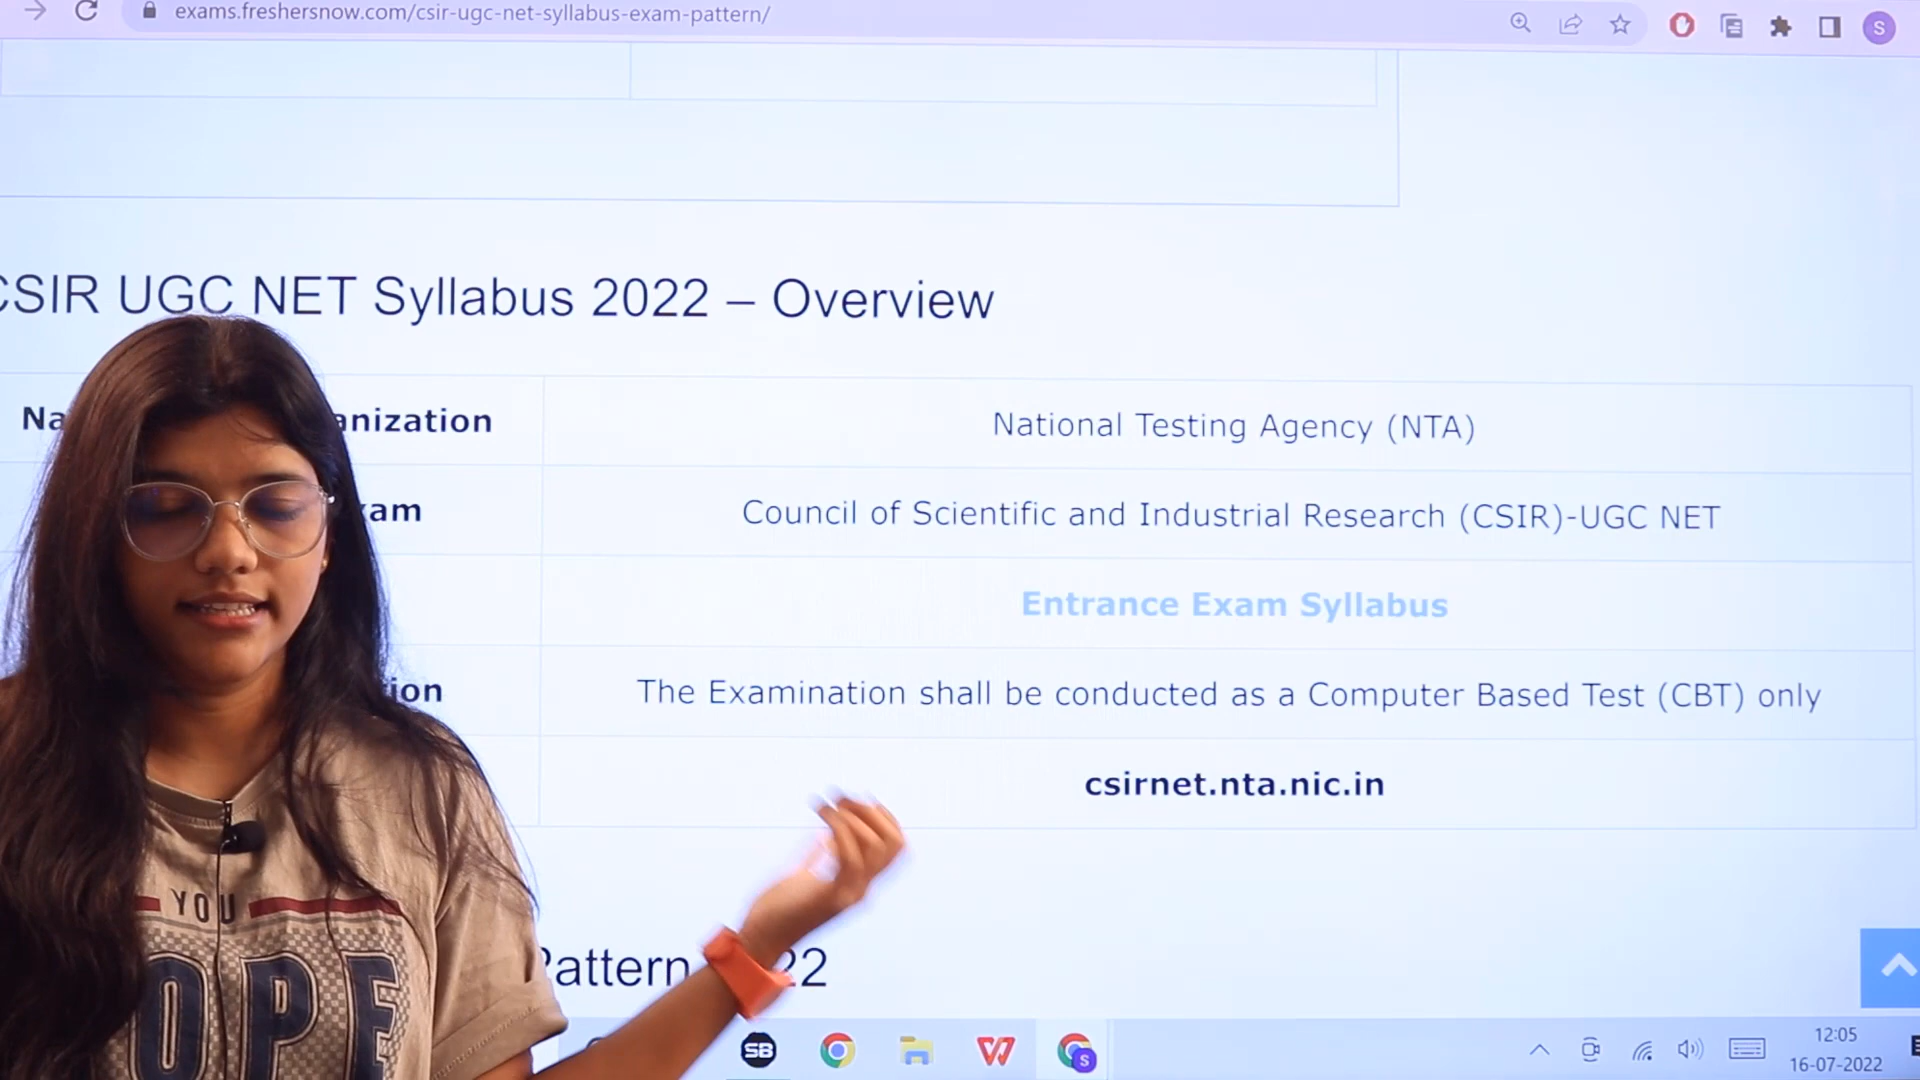 exams.freshersnow.com/csir-ugc-net-syllabus-exam-pattern/
S
CSIR UGC NET Syllabus 2022 – Overview
Na anization National Testing Agency (NTA)
am Council of Scientific and Industrial Research (CSIR)-UGC NET
Entrance Exam Syllabus
ion The Examination shall be conducted as a Computer Based Test (CBT) only
csirnet.nta.nic.in
YOU
OPE
Pattern 22
SB
S
12:05
16-07-2022